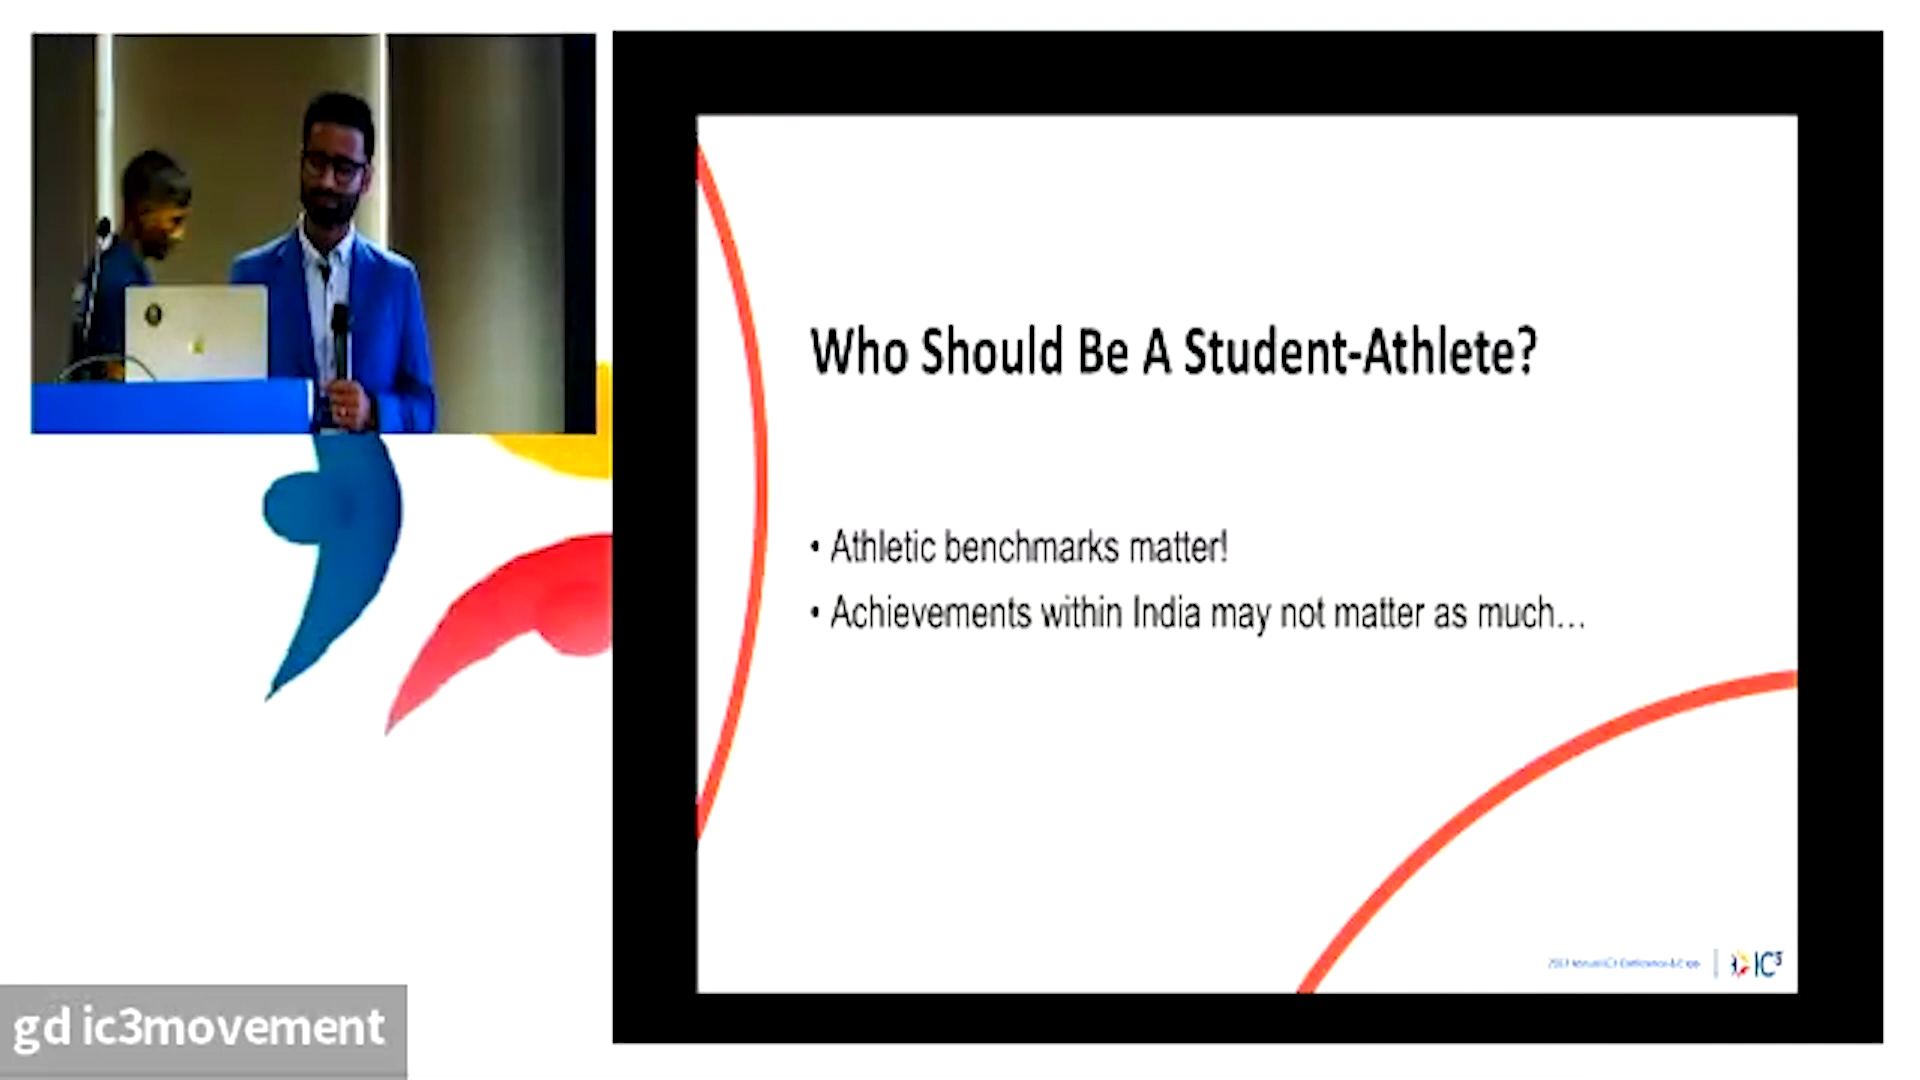 Who Should Be A Student-Athlete?
• Athletic benchmarks matter!
• Achievements within India may not matter as much...
IC³
gd ic3movement